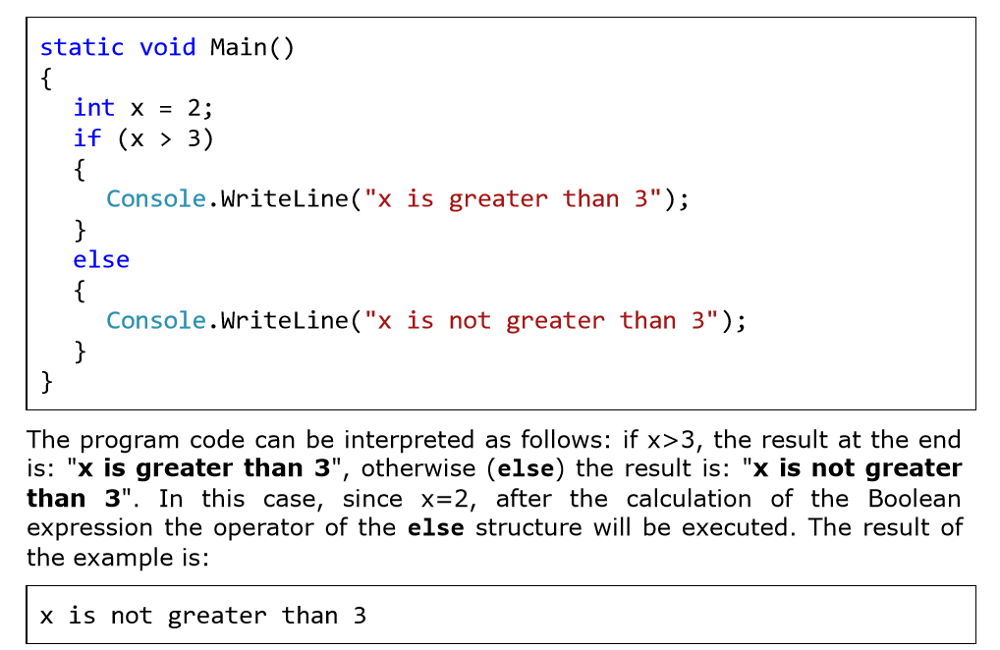 static void Main()
{
int x = 2;
if (x > 3)
{
Console.WriteLine("x is greater than 3");
}
else
{
Console.WriteLine("x is not greater than 3");
}
}
The program code can be interpreted as follows: if x>3, the result at the end
is: "x is greater than 3", otherwise (else) the result is: "x is not greater
than 3". In this case, since x=2, after the calculation of the Boolean
expression the operator of the else structure will be executed. The result of
the example is:
x is not greater than 3